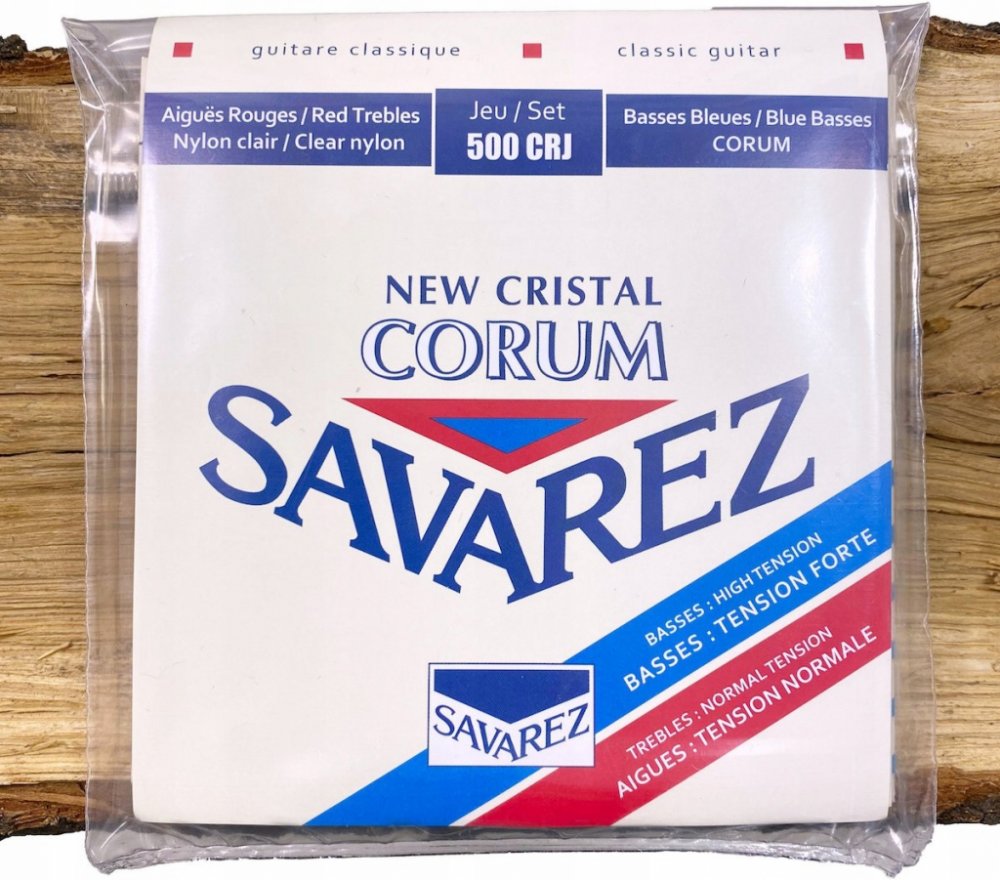 guitare classique
classic guitar
Aiguës Rouges / Red Trebles
Nylon clair / Clear nylon
Jeu / Set
500 CRJ
Basses Bleues / Blue Basses
CORUM
NEW CRISTAL
CORUM
SAVAREZ
BASSES : HIGH TENSION
BASSES : TENSION FORTE
TREBLES : NORMAL TENSION
AIGUES : TENSION NORMALE
SAVAREZ